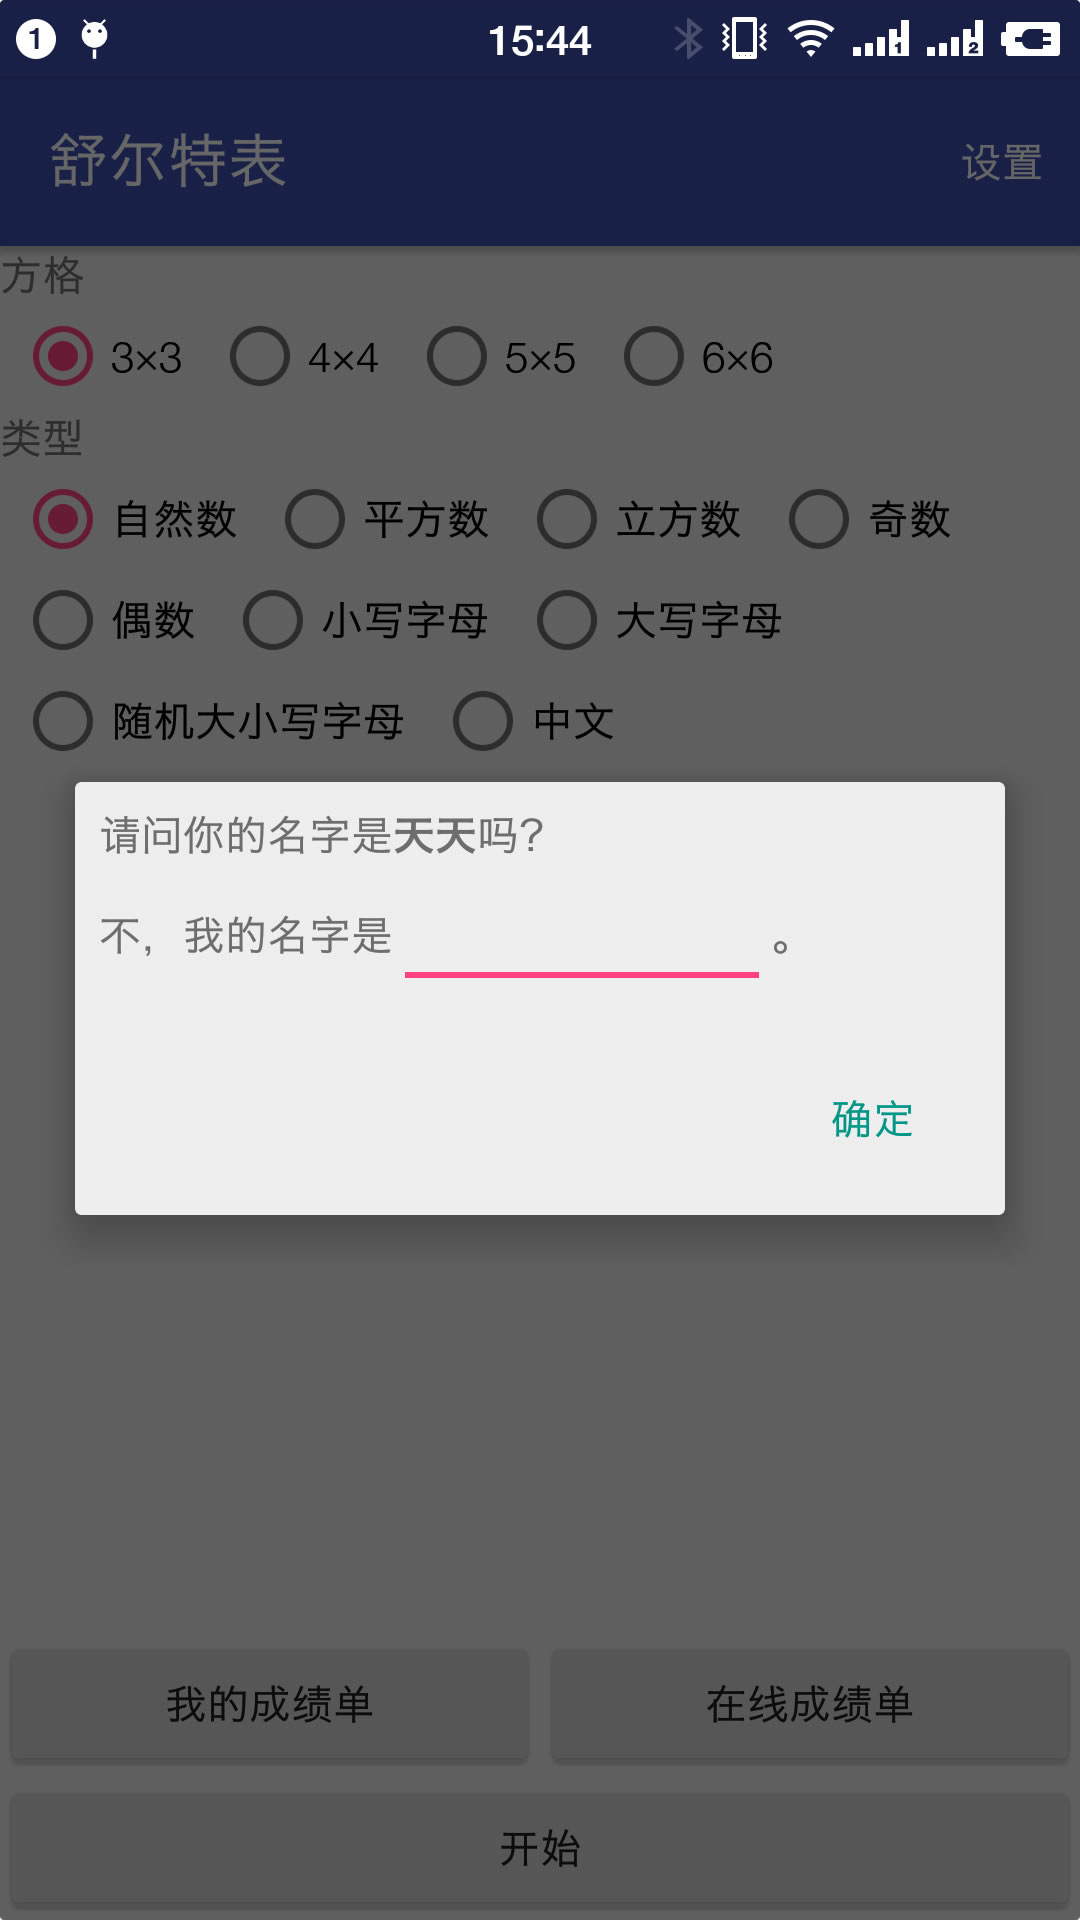 1 15:44 1 2
舒尔特表 设置
方格
3×3 4×4 5×5 6×6
类型
自然数 平方数 立方数 奇数
偶数 小写字母 大写字母
随机大小写字母 中文
请问你的名字是天天吗?
不,我的名字是 。
确定
我的成绩单 在线成绩单
开始